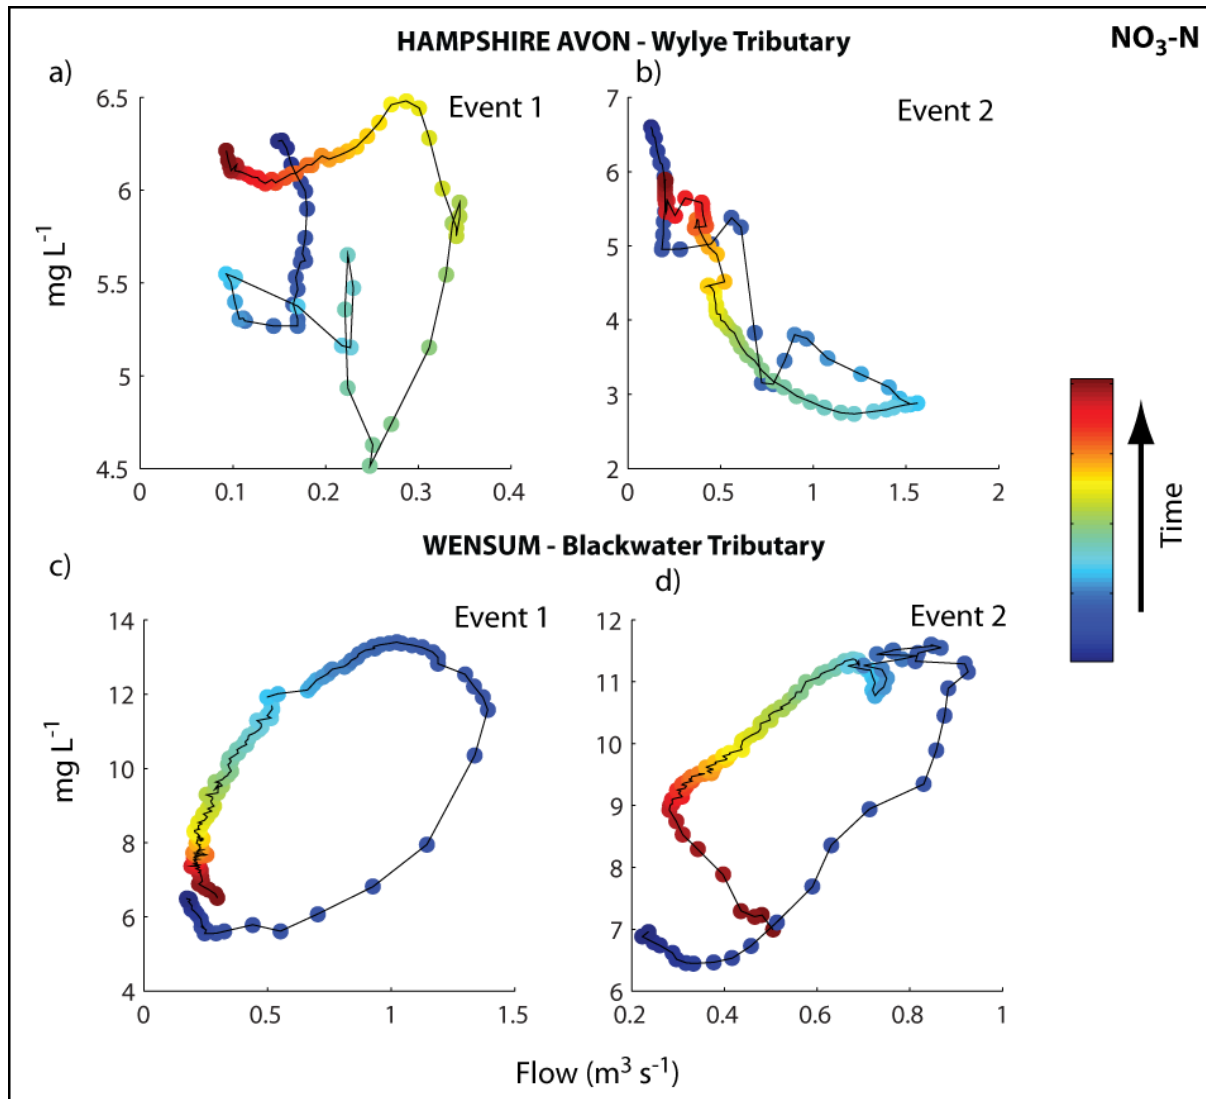 HAMPSHIRE AVON - Wylye Tributary
NO₃-N
a)
b)
Event 1
Event 2
6.5
6
5.5
5
4.5
0
0.1
0.2
0.3
0.4
7
6
5
4
3
2
0
0.5
1
1.5
2
mg L⁻¹
WENSUM - Blackwater Tributary
c)
d)
Event 1
Event 2
14
12
10
8
6
4
0
0.5
1
1.5
12
11
10
9
8
7
6
0.2
0.4
0.6
0.8
1
mg L⁻¹
Flow (m³ s⁻¹)
Time